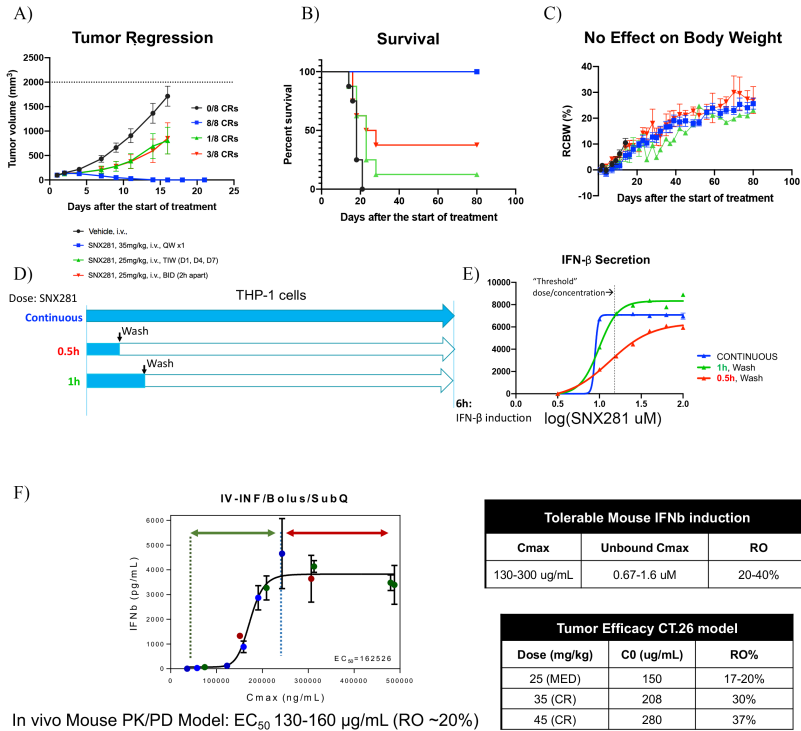 A)
Tumor Regression
Tumor volume (mm³)
2500
2000
1500
1000
500
0
0 5 10 15 20 25
Days after the start of treatment
0/8 CRs
8/8 CRs
1/8 CRs
3/8 CRs
Vehicle, i.v.,
SNX281, 35mg/kg, i.v., QW x1
SNX281, 25mg/kg, i.v., TIW (D1, D4, D7)
SNX281, 25mg/kg, i.v., BID (2h apart)
B)
Survival
Percent survival
100
50
0
0 20 40 60 80 100
Days after the start of treatment
C)
No Effect on Body Weight
RCBW (%)
50
40
30
20
10
0
-10
0 20 40 60 80 100
Days after the start of treatment
D)
Dose: SNX281
THP-1 cells
Continuous
Wash
0.5h
Wash
1h
6h:
IFN-β induction
E)
IFN-β Secretion
"Threshold"
dose/concentration
10000
8000
6000
4000
2000
0
0.0 0.5 1.0 1.5 2.0
log(SNX281 uM)
CONTINUOUS
1h, Wash
0.5h, Wash
F)
IV-INF/Bolus/SubQ
IFNb (pg/mL)
6000
5000
4000
3000
2000
1000
0
0 100000 200000 300000 400000 500000
EC₅₀=162526
Cmax (ng/mL)
In vivo Mouse PK/PD Model: EC₅₀ 130-160 µg/mL (RO ~20%)
Tolerable Mouse IFNb induction
Cmax Unbound Cmax RO
130-300 ug/mL 0.67-1.6 uM 20-40%
Tumor Efficacy CT.26 model
Dose (mg/kg) C0 (ug/mL) RO%
25 (MED) 150 17-20%
35 (CR) 208 30%
45 (CR) 280 37%